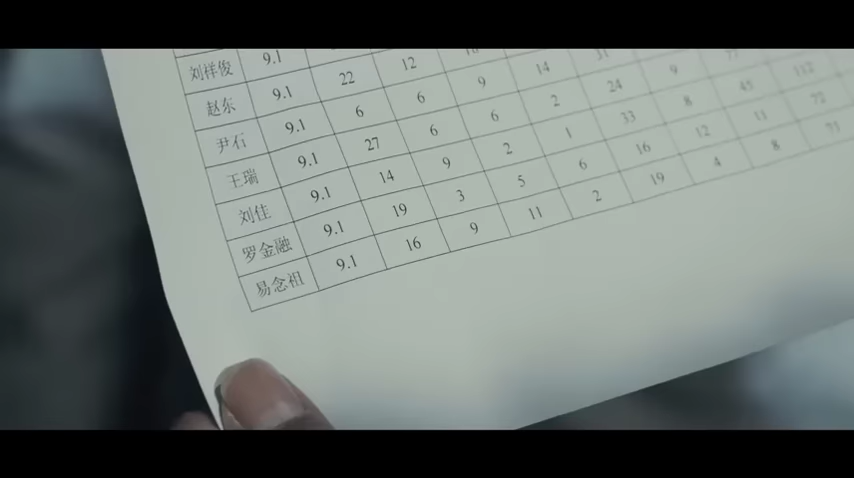 刘祥俊 9.1
赵东 9.1 22 12
尹石 9.1 6 6 9 14 31
王瑞 9.1 27 6 6 2 24 9
刘佳 9.1 14 9 2 1 33 8 45 112
罗金融 9.1 19 3 5 6 16 12 11 72
易念祖 9.1 16 9 11 2 19 4 8 71